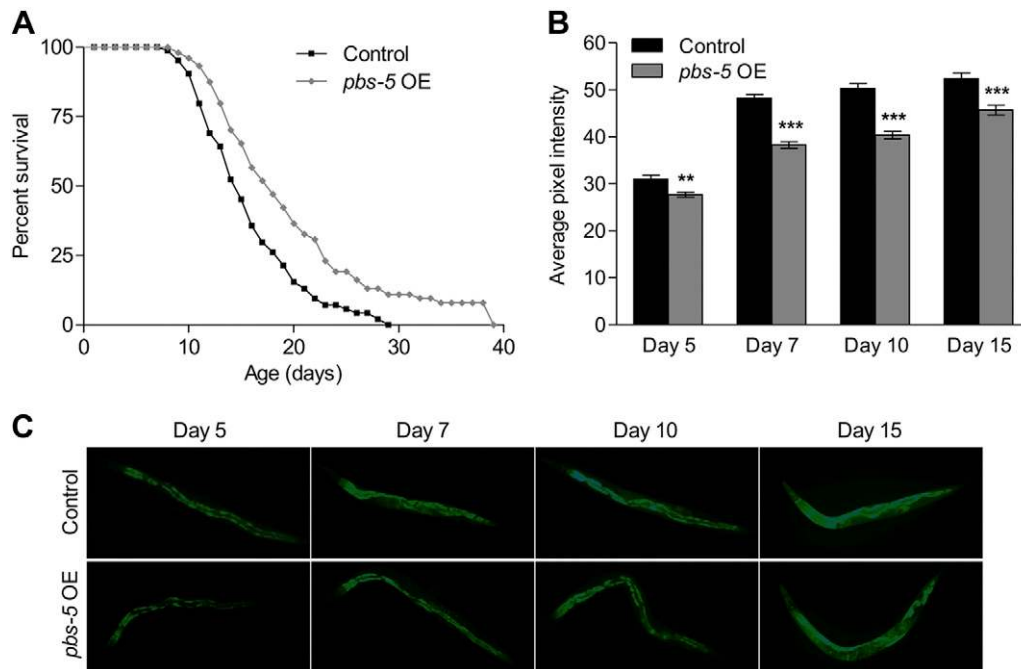 A
100
75
50
25
0
Percent survival
Control
pbs-5 OE
0 10 20 30 40
Age (days)
B
60
50
40
30
20
10
0
Average pixel intensity
Control
pbs-5 OE
**
***
***
***
Day 5 Day 7 Day 10 Day 15
C
Day 5 Day 7 Day 10 Day 15
Control
pbs-5 OE